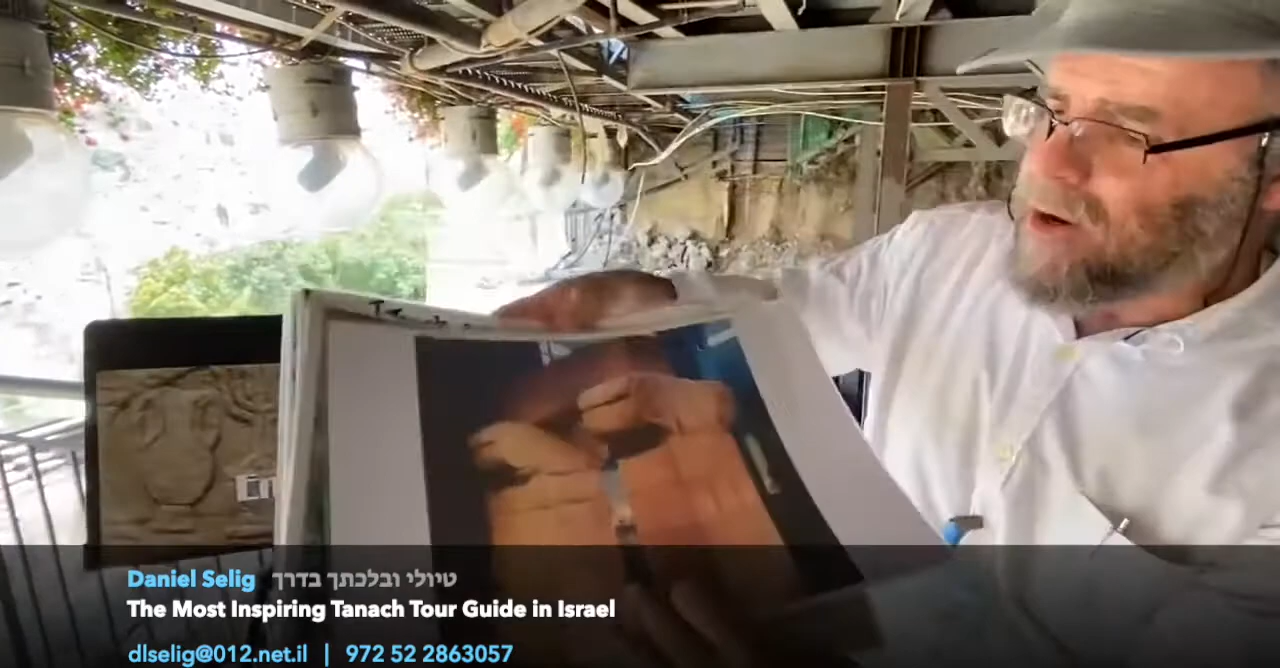 Daniel Selig טיולי ובלכתך בדרך
The Most Inspiring Tanach Tour Guide in Israel
dlselig@012.net.il | 972 52 2863057